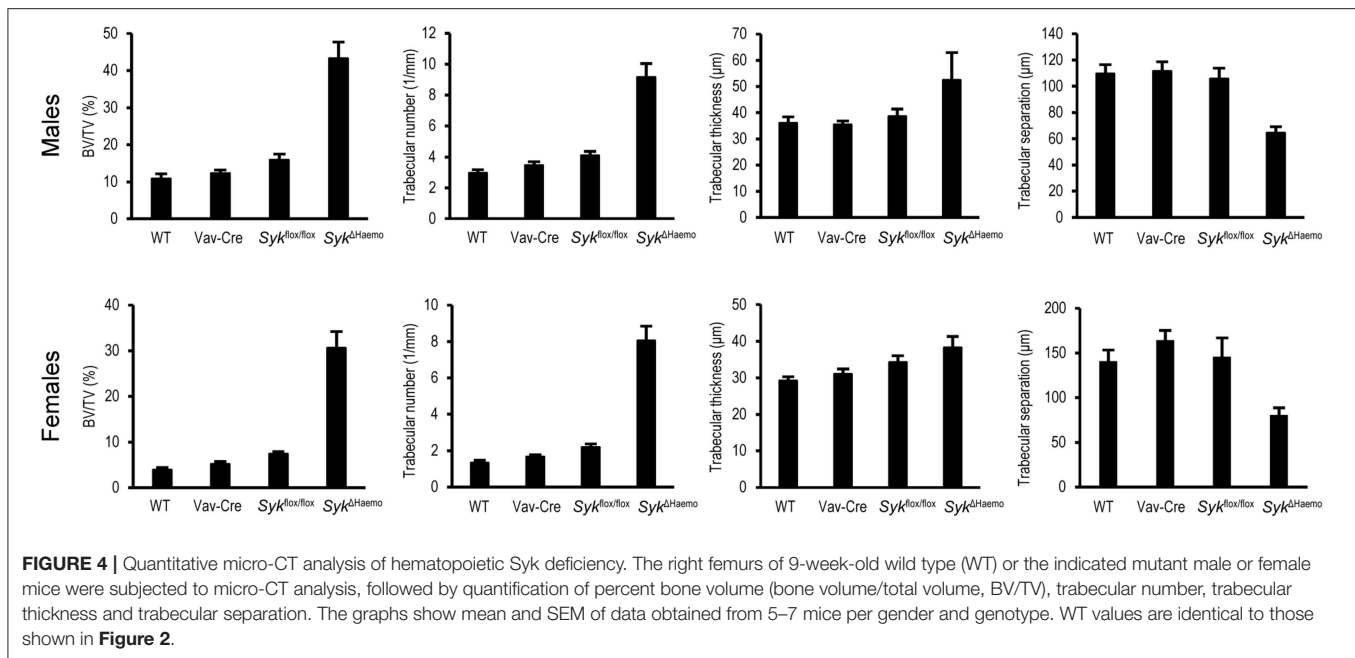 Males
BV/TV (%)
50
40
30
20
10
0
WT Vav-Cre Syk^flox/flox Syk^ΔHaemo
Trabecular number (1/mm)
12
10
8
6
4
2
0
WT Vav-Cre Syk^flox/flox Syk^ΔHaemo
Trabecular thickness (µm)
70
60
50
40
30
20
10
0
WT Vav-Cre Syk^flox/flox Syk^ΔHaemo
Trabecular separation (µm)
140
120
100
80
60
40
20
0
WT Vav-Cre Syk^flox/flox Syk^ΔHaemo
Females
BV/TV (%)
40
30
20
10
0
WT Vav-Cre Syk^flox/flox Syk^ΔHaemo
Trabecular number (1/mm)
10
8
6
4
2
0
WT Vav-Cre Syk^flox/flox Syk^ΔHaemo
Trabecular thickness (µm)
50
40
30
20
10
0
WT Vav-Cre Syk^flox/flox Syk^ΔHaemo
Trabecular separation (µm)
200
150
100
50
0
WT Vav-Cre Syk^flox/flox Syk^ΔHaemo
FIGURE 4 | Quantitative micro-CT analysis of hematopoietic Syk deficiency. The right femurs of 9-week-old wild type (WT) or the indicated mutant male or female
mice were subjected to micro-CT analysis, followed by quantification of percent bone volume (bone volume/total volume, BV/TV), trabecular number, trabecular
thickness and trabecular separation. The graphs show mean and SEM of data obtained from 5–7 mice per gender and genotype. WT values are identical to those
shown in Figure 2.